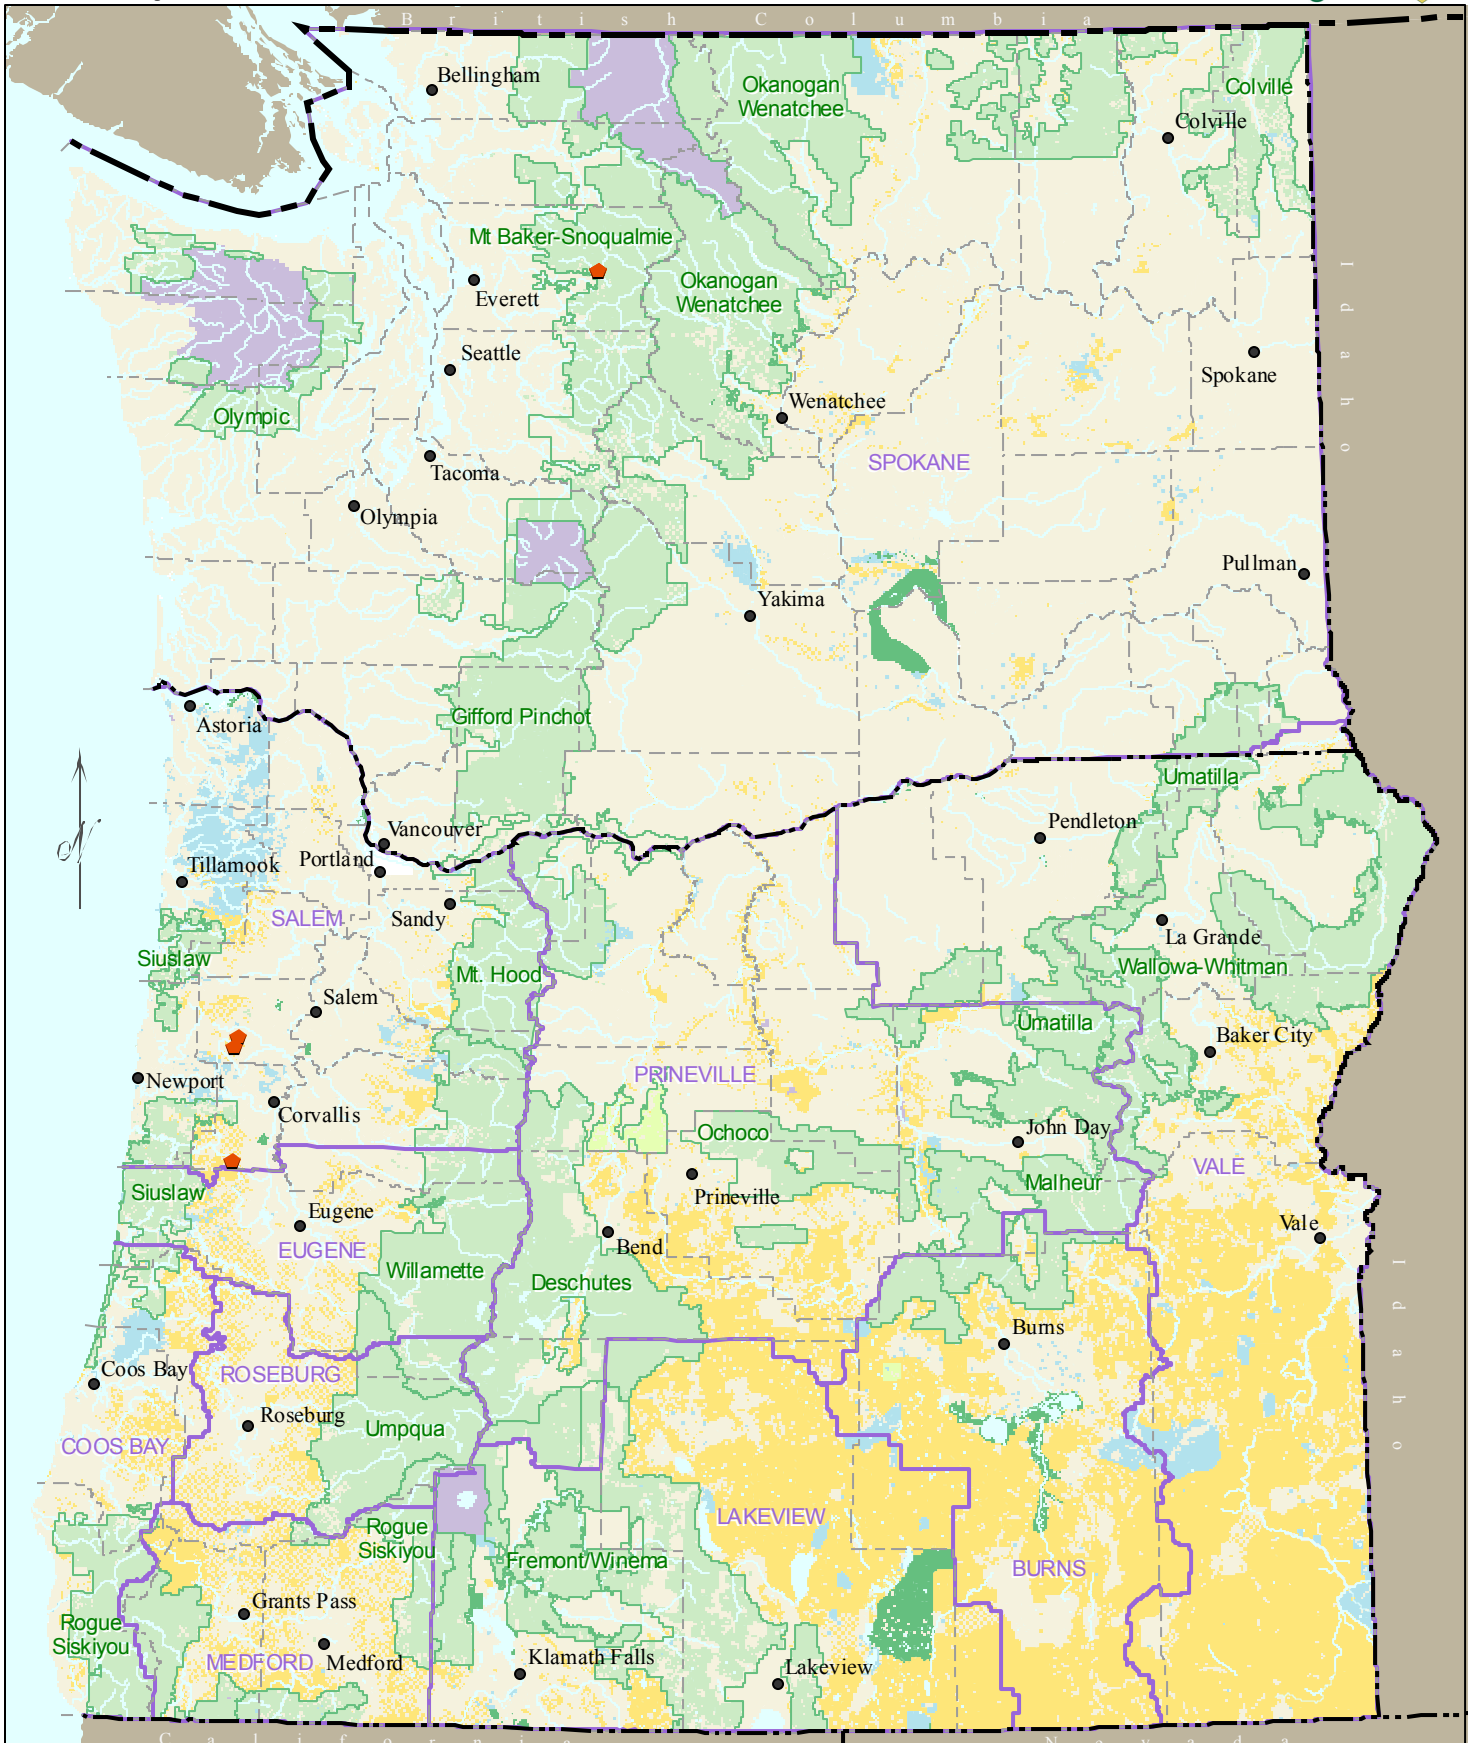 British Columbia
Bellingham
Okanogan
Wenatchee
Colville
Colville
Mt Baker-Snoqualmie
Okanogan
Wenatchee
Everett
Idaho
Seattle
Spokane
Wenatchee
Olympic
SPOKANE
Tacoma
Olympia
Pullman
Yakima
Gifford Pinchot
Astoria
Umatilla
Pendleton
Vancouver
Portland
Tillamook
SALEM
Sandy
La Grande
Siuslaw
Mt. Hood
Wallowa-Whitman
Salem
Umatilla
Baker City
Newport
PRINEVILLE
Corvallis
Ochoco
John Day
VALE
Siuslaw
Malheur
Prineville
Eugene
Vale
EUGENE
Bend
Willamette
Deschutes
Idaho
Burns
Coos Bay
ROSEBURG
Roseburg
Umpqua
COOS BAY
LAKEVIEW
Rogue
Siskiyou
Fremont/Winema
BURNS
Grants Pass
Rogue
Siskiyou
MEDFORD
Medford
Klamath Falls
Lakeview
California
Nevada